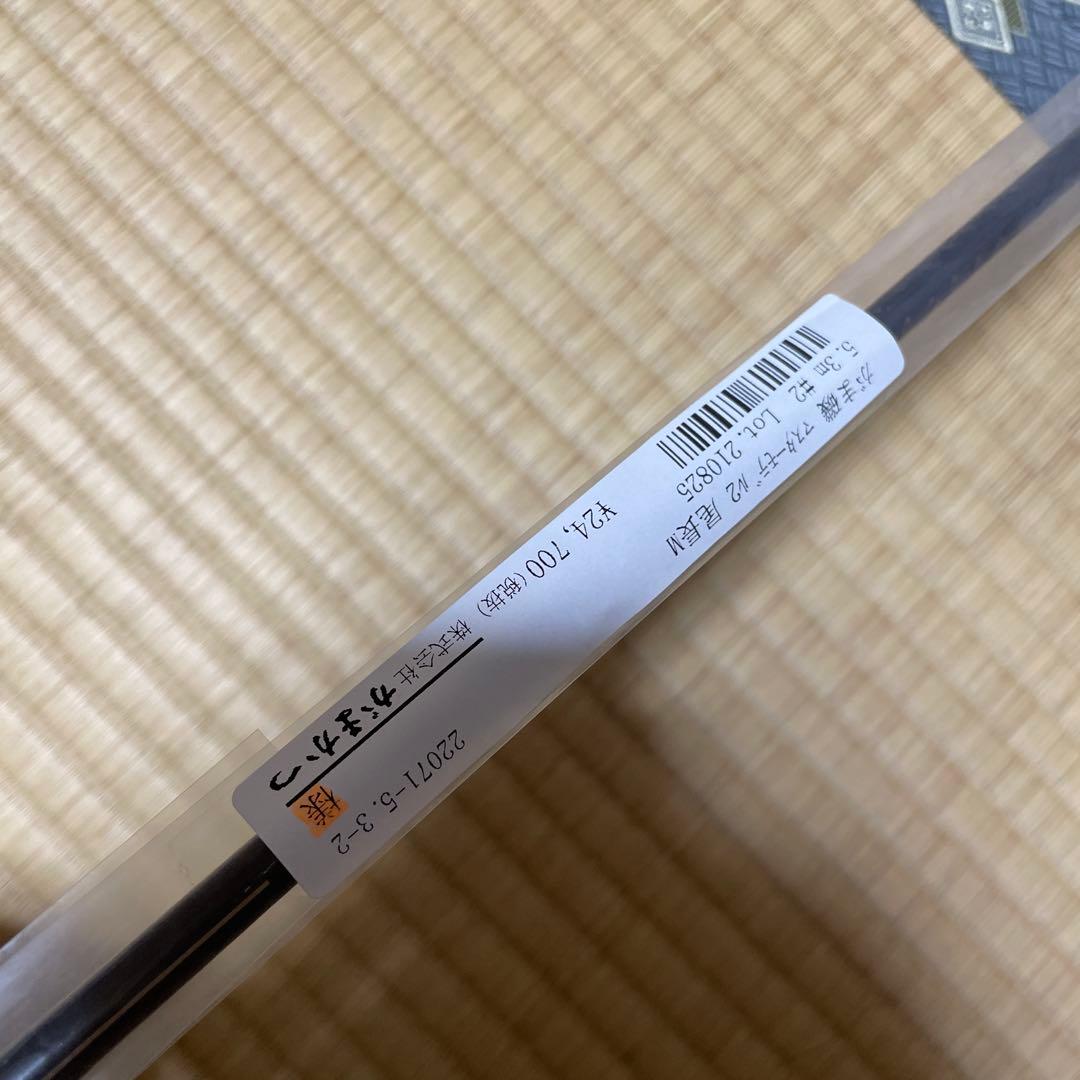 がま磯 マスターモデル2 尾長M
5.3m #2 Lot.210825
¥24,700(税抜)
株式会社 がまかつ
様
22071-5.3-2